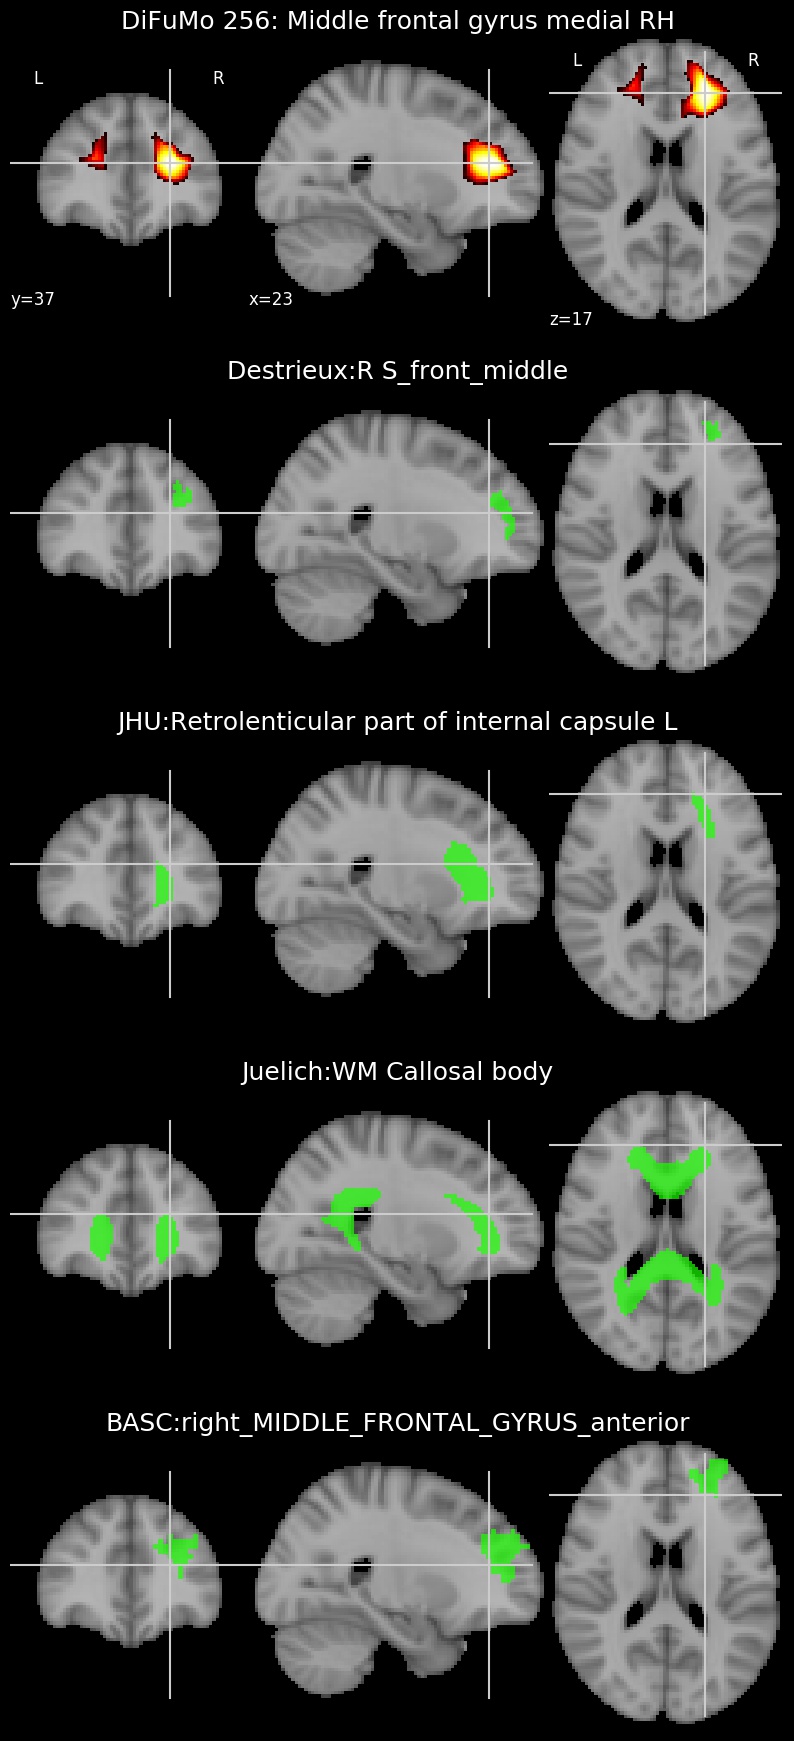 DiFuMo 256: Middle frontal gyrus medial RH
L R
L R
y=37
x=23
z=17
Destrieux:R S_front_middle
JHU:Retrolenticular part of internal capsule L
Juelich:WM Callosal body
BASC:right_MIDDLE_FRONTAL_GYRUS_anterior